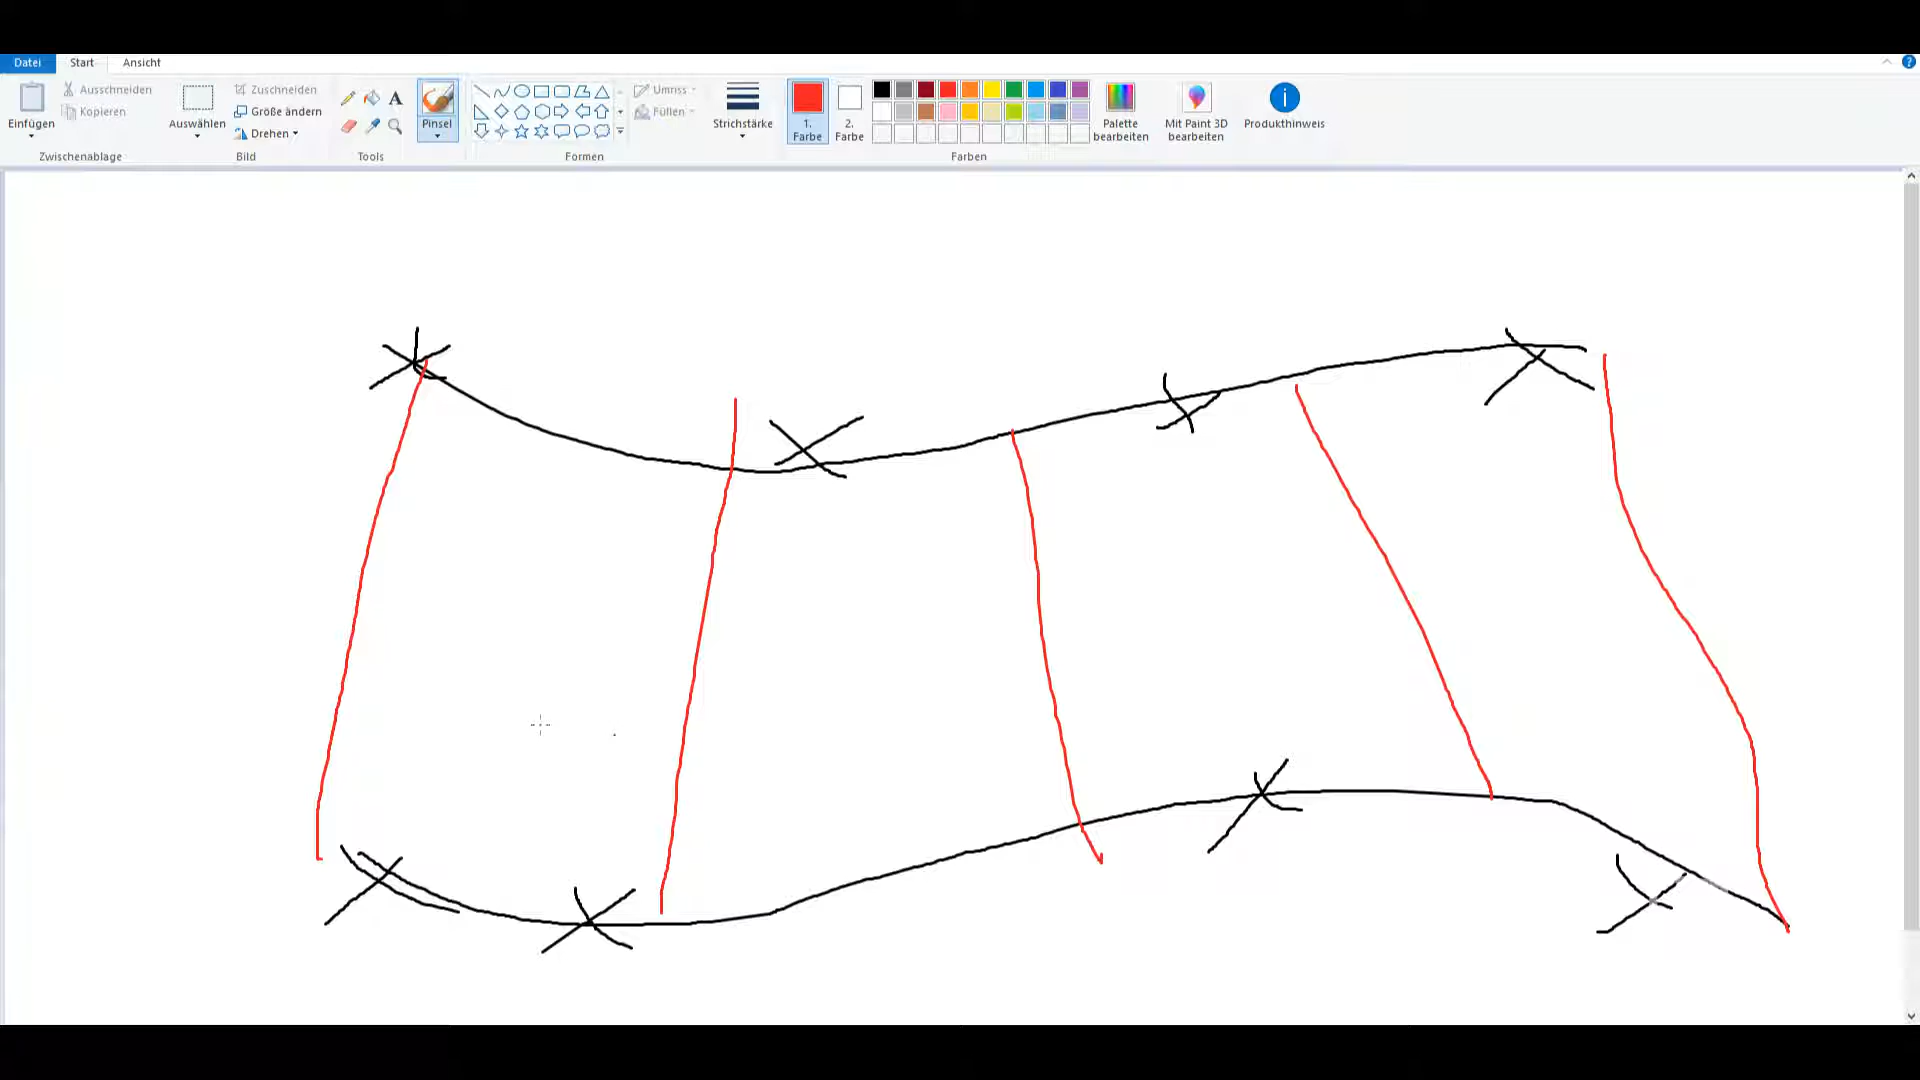 Datei Start Ansicht
Einfügen
Ausschneiden
Kopieren
Zwischenablage
Auswählen
Zuschneiden
Größe ändern
Drehen
Bild
A
Tools
Pinsel
Formen
Umriss
Füllen
Strichstärke
1.
Farbe
2.
Farbe
Farben
Palette
bearbeiten
Mit Paint 3D
bearbeiten
Produkthinweis